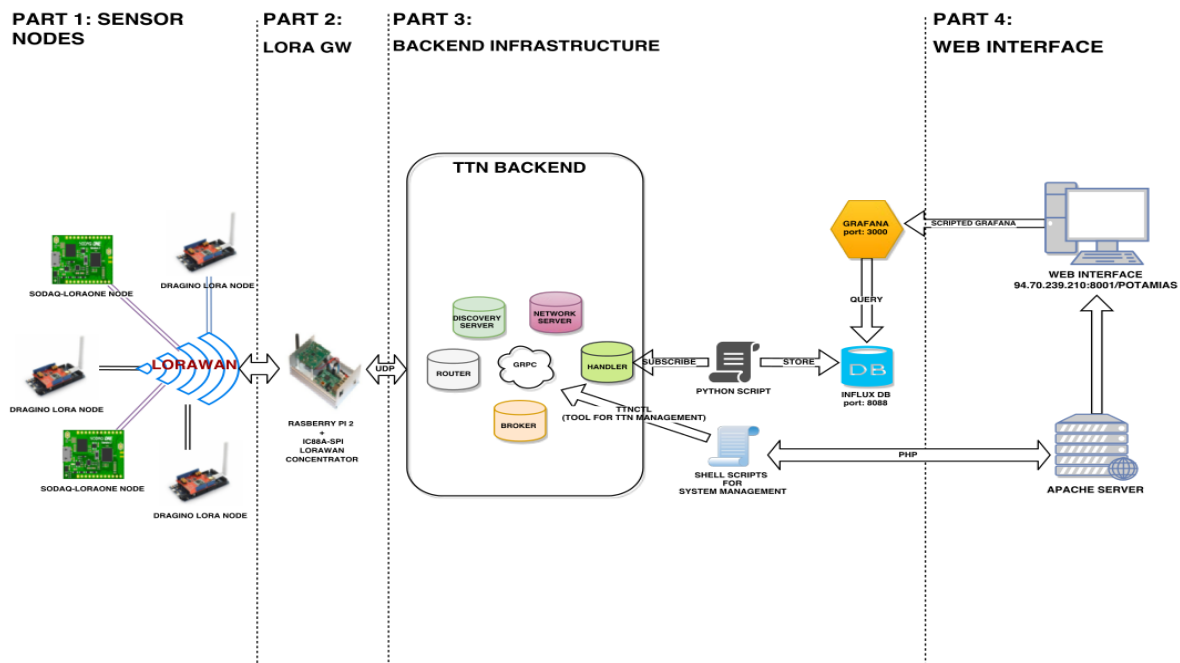 PART 1: SENSOR
NODES
PART 2:
LORA GW
PART 3:
BACKEND INFRASTRUCTURE
PART 4:
WEB INTERFACE
TTN BACKEND
SODAQ-LORAONE NODE
DRAGINO LORA NODE
LORAWAN
DRAGINO LORA NODE
SODAQ-LORAONE NODE
DRAGINO LORA NODE
RASBERRY PI 2
+
IC88A-SPI
LORAWAN
CONCENTRATOR
UDP
DISCOVERY
SERVER
NETWORK
SERVER
ROUTER
GRPC
HANDLER
BROKER
SUBSCRIBE
PYTHON SCRIPT
STORE
TTNCTL
(TOOL FOR TTN MANAGEMENT)
SHELL SCRIPTS
FOR
SYSTEM MANAGEMENT
GRAFANA
port: 3000
QUERY
DB
INFLUX DB
port: 8088
SCRIPTED GRAFANA
WEB INTERFACE
94.70.239.210:8001/POTAMIAS
PHP
APACHE SERVER